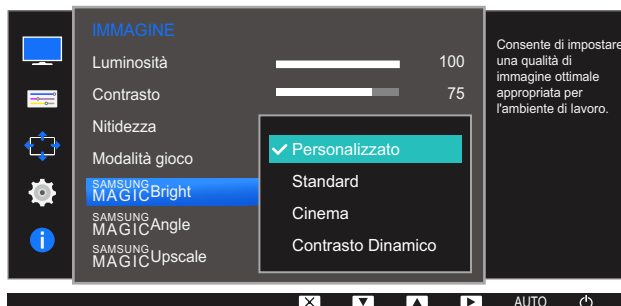 IMMAGINE
Luminosità 100
Contrasto 75
Nitidezza
Modalità gioco
SAMSUNG MAGICBright
SAMSUNG MAGICAngle
SAMSUNG MAGICUpscale
Personalizzato
Standard
Cinema
Contrasto Dinamico
Consente di impostare
una qualità di
immagine ottimale
appropriata per
l'ambiente di lavoro.
AUTO